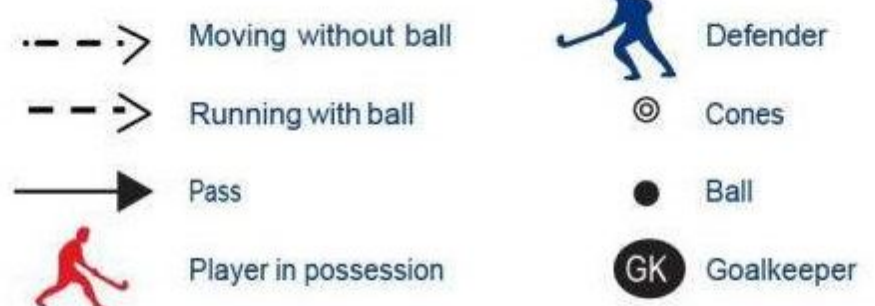 Moving without ball
Defender
Running with ball
Cones
Pass
Ball
Player in possession
GK Goalkeeper